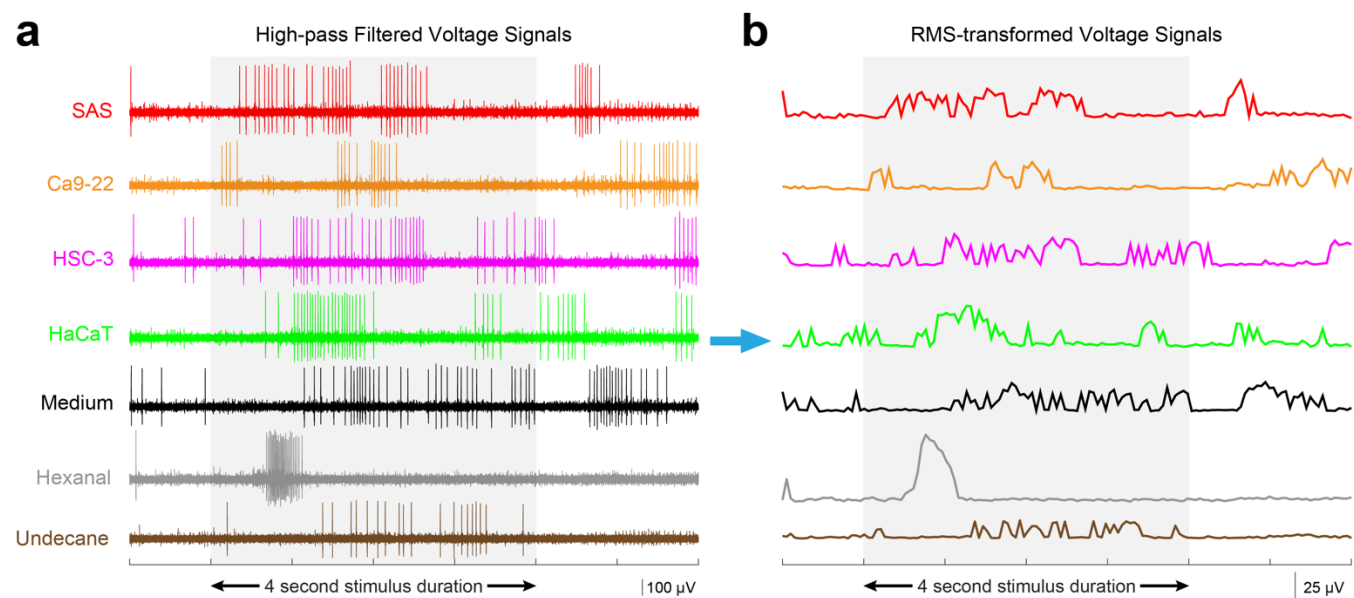 a
High-pass Filtered Voltage Signals
SAS
Ca9-22
HSC-3
HaCaT
Medium
Hexanal
Undecane
4 second stimulus duration
100 µV
b
RMS-transformed Voltage Signals
4 second stimulus duration
25 µV